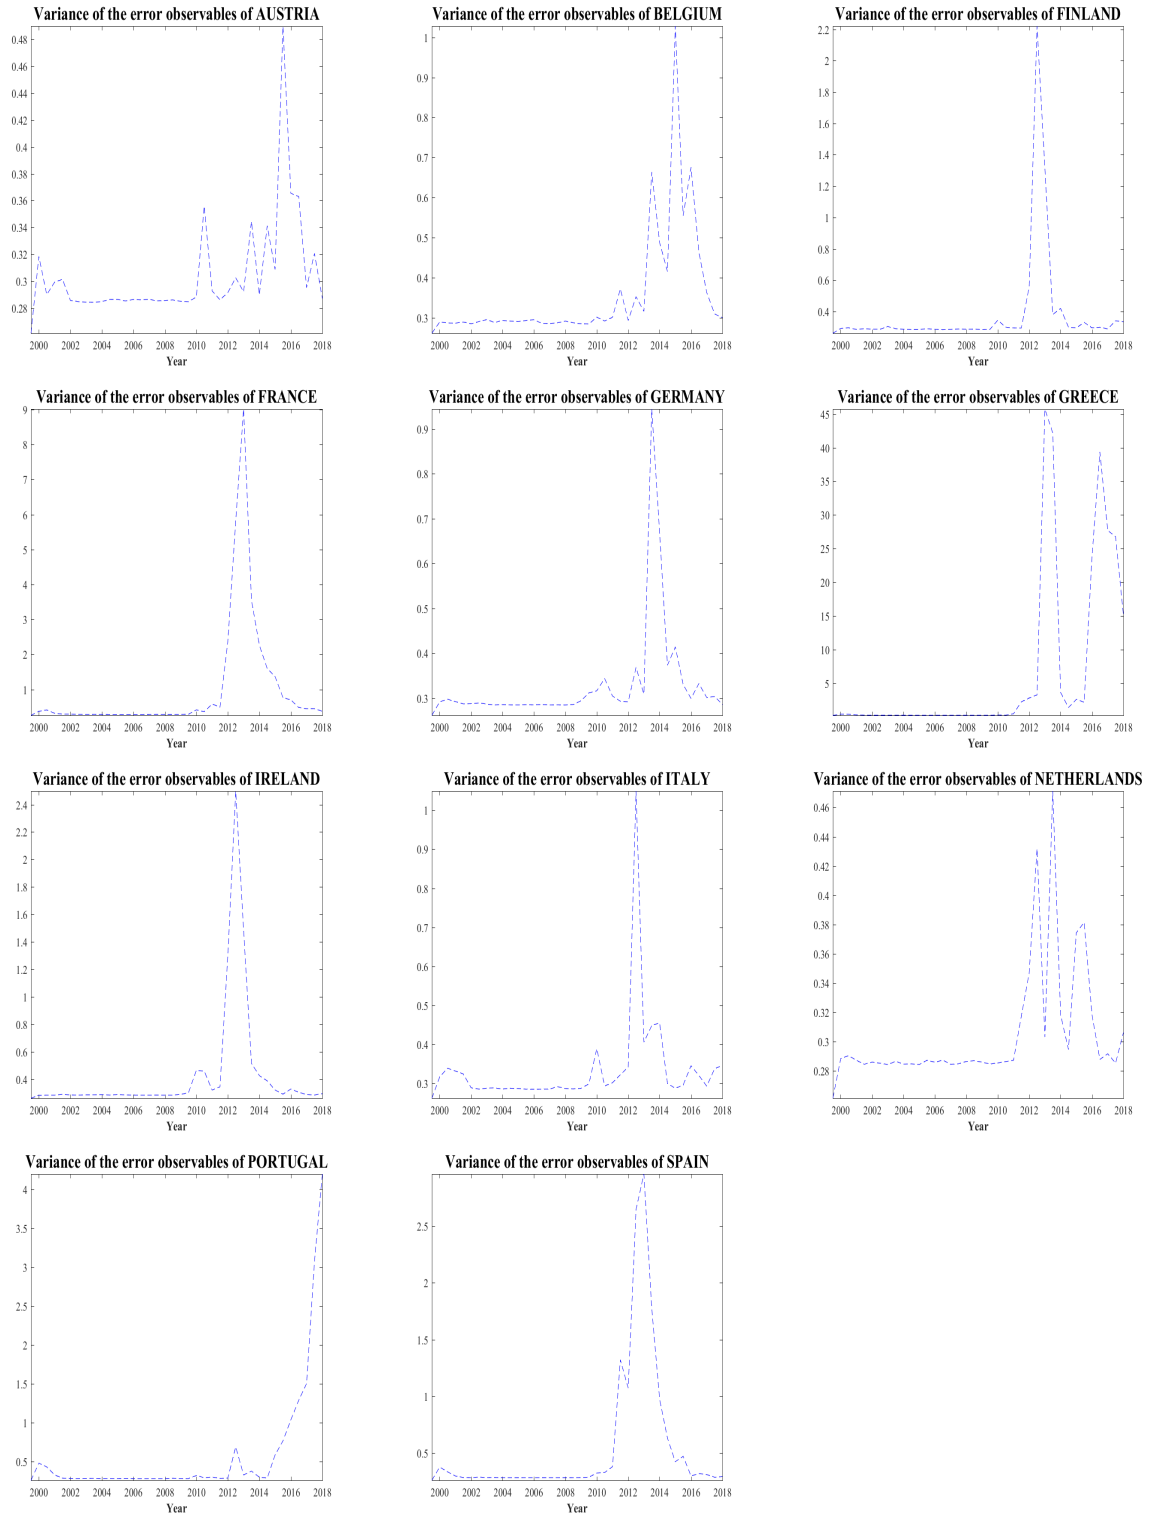 Variance of the error observables of AUSTRIA
0.48
0.46
0.44
0.42
0.4
0.38
0.36
0.34
0.32
0.3
0.28
2000 2002 2004 2006 2008 2010 2012 2014 2016 2018
Year
Variance of the error observables of BELGIUM
1
0.9
0.8
0.7
0.6
0.5
0.4
0.3
2000 2002 2004 2006 2008 2010 2012 2014 2016 2018
Year
Variance of the error observables of FINLAND
2.2
2
1.8
1.6
1.4
1.2
1
0.8
0.6
0.4
2000 2002 2004 2006 2008 2010 2012 2014 2016 2018
Year
Variance of the error observables of FRANCE
9
8
7
6
5
4
3
2
1
2000 2002 2004 2006 2008 2010 2012 2014 2016 2018
Year
Variance of the error observables of GERMANY
0.9
0.8
0.7
0.6
0.5
0.4
0.3
2000 2002 2004 2006 2008 2010 2012 2014 2016 2018
Year
Variance of the error observables of GREECE
45
40
35
30
25
20
15
10
5
2000 2002 2004 2006 2008 2010 2012 2014 2016 2018
Year
Variance of the error observables of IRELAND
2.4
2.2
2
1.8
1.6
1.4
1.2
1
0.8
0.6
0.4
2000 2002 2004 2006 2008 2010 2012 2014 2016 2018
Year
Variance of the error observables of ITALY
1
0.9
0.8
0.7
0.6
0.5
0.4
0.3
2000 2002 2004 2006 2008 2010 2012 2014 2016 2018
Year
Variance of the error observables of NETHERLANDS
0.46
0.44
0.42
0.4
0.38
0.36
0.34
0.32
0.3
0.28
2000 2002 2004 2006 2008 2010 2012 2014 2016 2018
Year
Variance of the error observables of PORTUGAL
4
3.5
3
2.5
2
1.5
1
0.5
2000 2002 2004 2006 2008 2010 2012 2014 2016 2018
Year
Variance of the error observables of SPAIN
2.5
2
1.5
1
0.5
2000 2002 2004 2006 2008 2010 2012 2014 2016 2018
Year